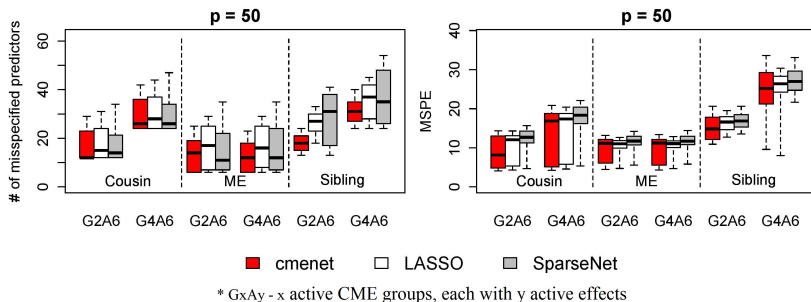 p = 50
# of misspecified predictors
60
40
20
0
Cousin
ME
Sibling
G2A6
G4A6
G2A6
G4A6
G2A6
G4A6
p = 50
MSPE
40
30
20
10
0
Cousin
ME
Sibling
G2A6
G4A6
G2A6
G4A6
G2A6
G4A6
cmenet
LASSO
SparseNet
* GxAy - x active CME groups, each with y active effects